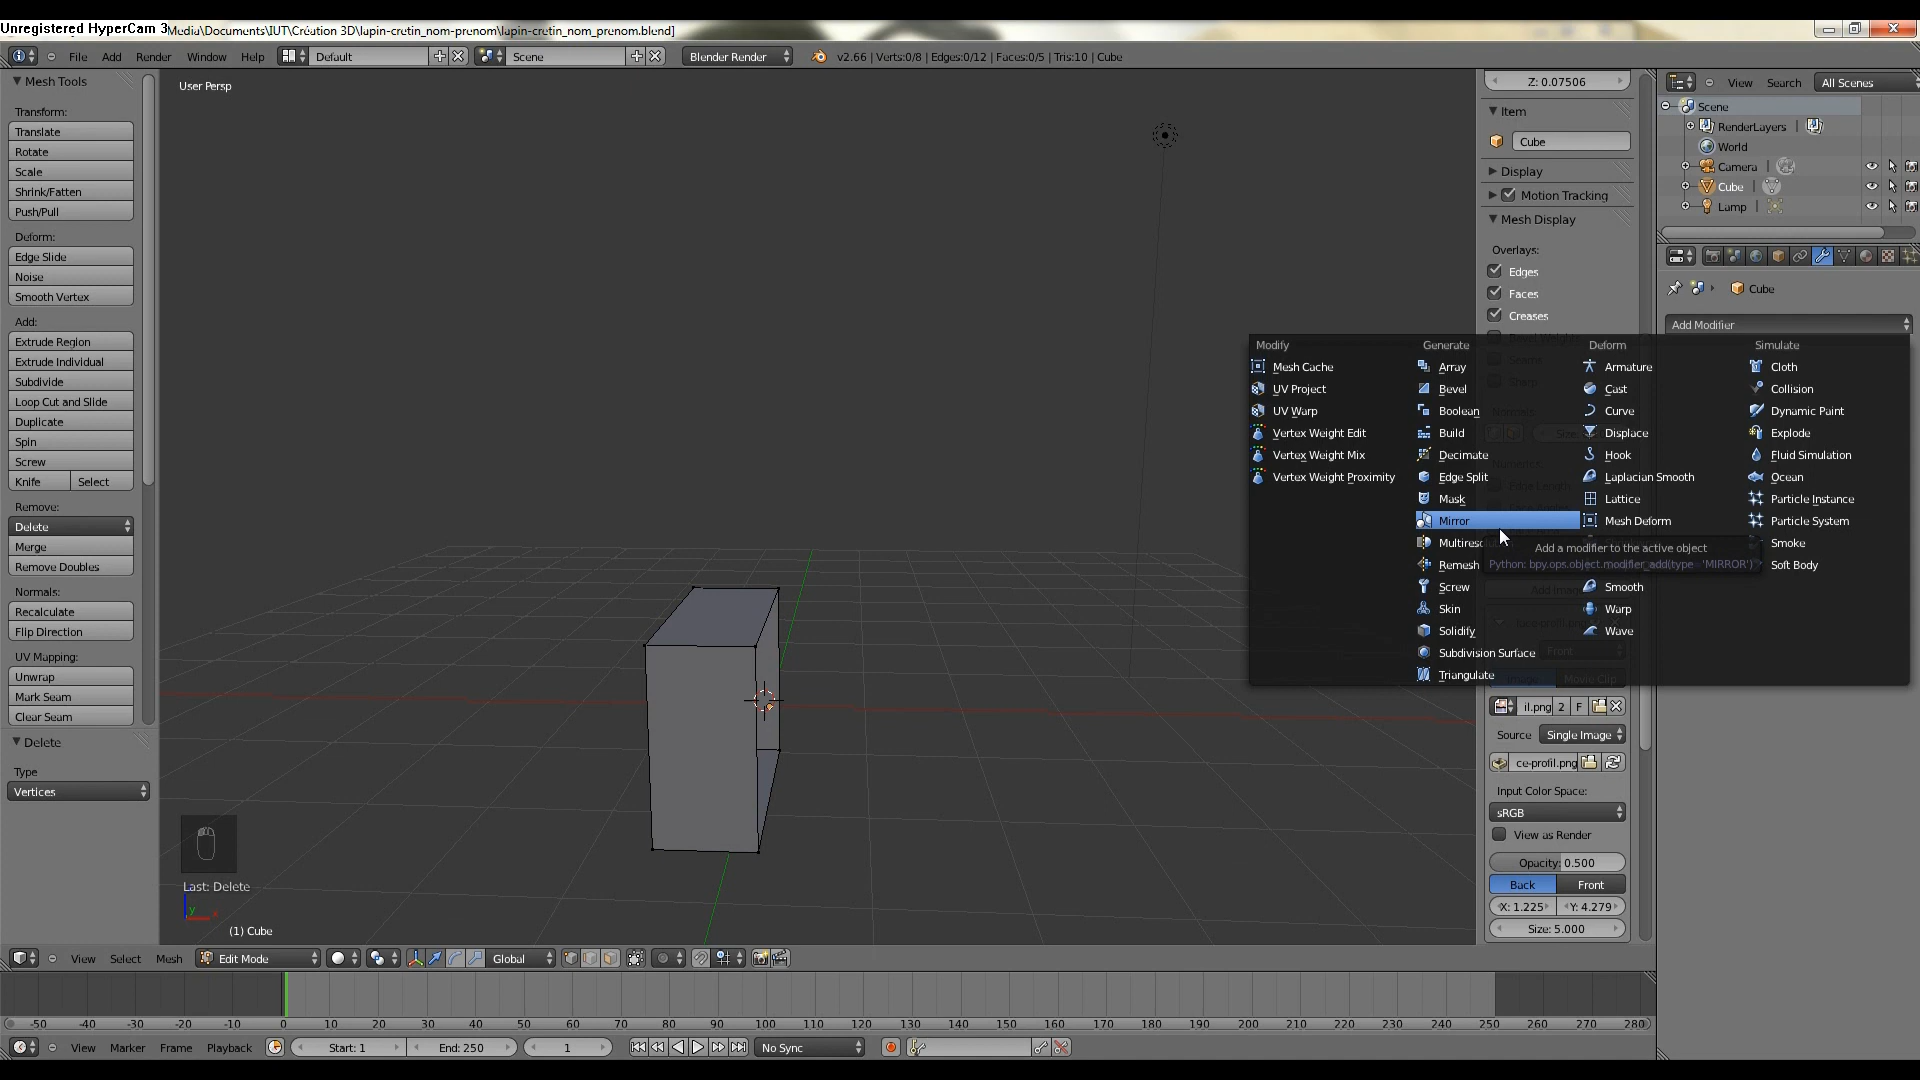 Unregistered HyperCam 3
Media\Documents\IUT\Création 3D\lapin-cretin_nom-prenom\lapin-cretin_nom_prenom.blend]
File Add Render Window Help Default Scene Blender Render v2.66 | Verts:0/8 | Edges:0/12 | Faces:0/5 | Tris:10 | Cube
Mesh Tools
Transform:
Translate
Rotate
Scale
Shrink/Fatten
Push/Pull
Deform:
Edge Slide
Noise
Smooth Vertex
Add:
Extrude Region
Extrude Individual
Subdivide
Loop Cut and Slide
Duplicate
Spin
Screw
Knife Select
Remove:
Delete
Merge
Remove Doubles
Normals:
Recalculate
Flip Direction
UV Mapping:
Unwrap
Mark Seam
Clear Seam
Delete
Type
Vertices
User Persp
Last: Delete
y x
(1) Cube
Z: 0.07506
Item
Cube
Display
Motion Tracking
Mesh Display
Overlays:
Edges
Faces
Creases
View Search All Scenes
Scene
RenderLayers
World
Camera
Cube
Lamp
Cube
Add Modifier
Modify
Mesh Cache
UV Project
UV Warp
Vertex Weight Edit
Vertex Weight Mix
Vertex Weight Proximity
Generate
Array
Bevel
Boolean
Build
Decimate
Edge Split
Mask
Mirror
Multires
Remesh
Screw
Skin
Solidify
Subdivision Surface
Triangulate
Deform
Armature
Cast
Curve
Displace
Hook
Laplacian Smooth
Lattice
Mesh Deform
Smooth
Warp
Wave
Simulate
Cloth
Collision
Dynamic Paint
Explode
Fluid Simulation
Ocean
Particle Instance
Particle System
Smoke
Soft Body
Add a modifier to the active object
Python: bpy.ops.object.modifier_add(type 'MIRROR')
Front
Image Movie Clip
il.png 2 F
Source Single Image
ce-profil.png
Input Color Space:
sRGB
View as Render
Opacity: 0.500
Back Front
X: 1.225 Y: 4.279
Size: 5.000
View Select Mesh Edit Mode Global
-50 -40 -30 -20 -10 0 10 20 30 40 50 60 70 80 90 100 110 120 130 140 150 160 170 180 190 200 210 220 230 240 250 260 270 280
View Marker Frame Playback Start: 1 End: 250 1 No Sync